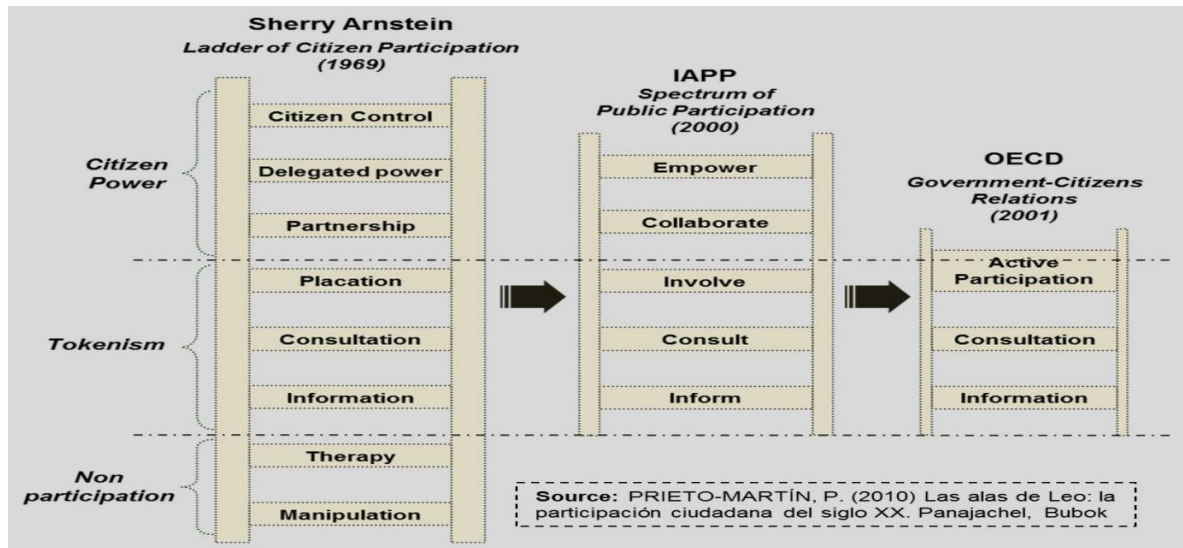 Sherry Arnstein
Ladder of Citizen Participation
(1969)
Citizen
Power
Citizen Control
Delegated power
Partnership
Tokenism
Placation
Consultation
Information
Non
participation
Therapy
Manipulation
IAPP
Spectrum of
Public Participation
(2000)
Empower
Collaborate
Involve
Consult
Inform
OECD
Government-Citizens
Relations
(2001)
Active
Participation
Consultation
Information
Source: PRIETO-MARTÍN, P. (2010) Las alas de Leo: la
participación ciudadana del siglo XX. Panajachel, Bubok